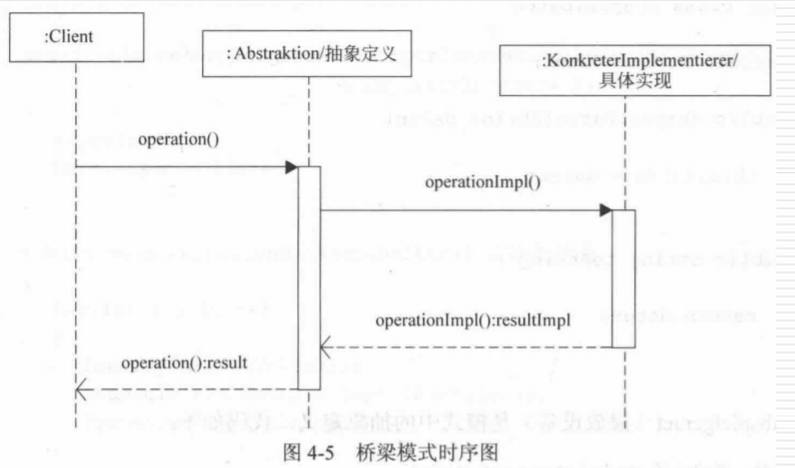 :Client
:Abstraktion/抽象定义
:KonkreterImplementierer/
具体实现
operation()
operationImpl()
operationImpl():resultImpl
operation():result
图 4-5 桥梁模式时序图